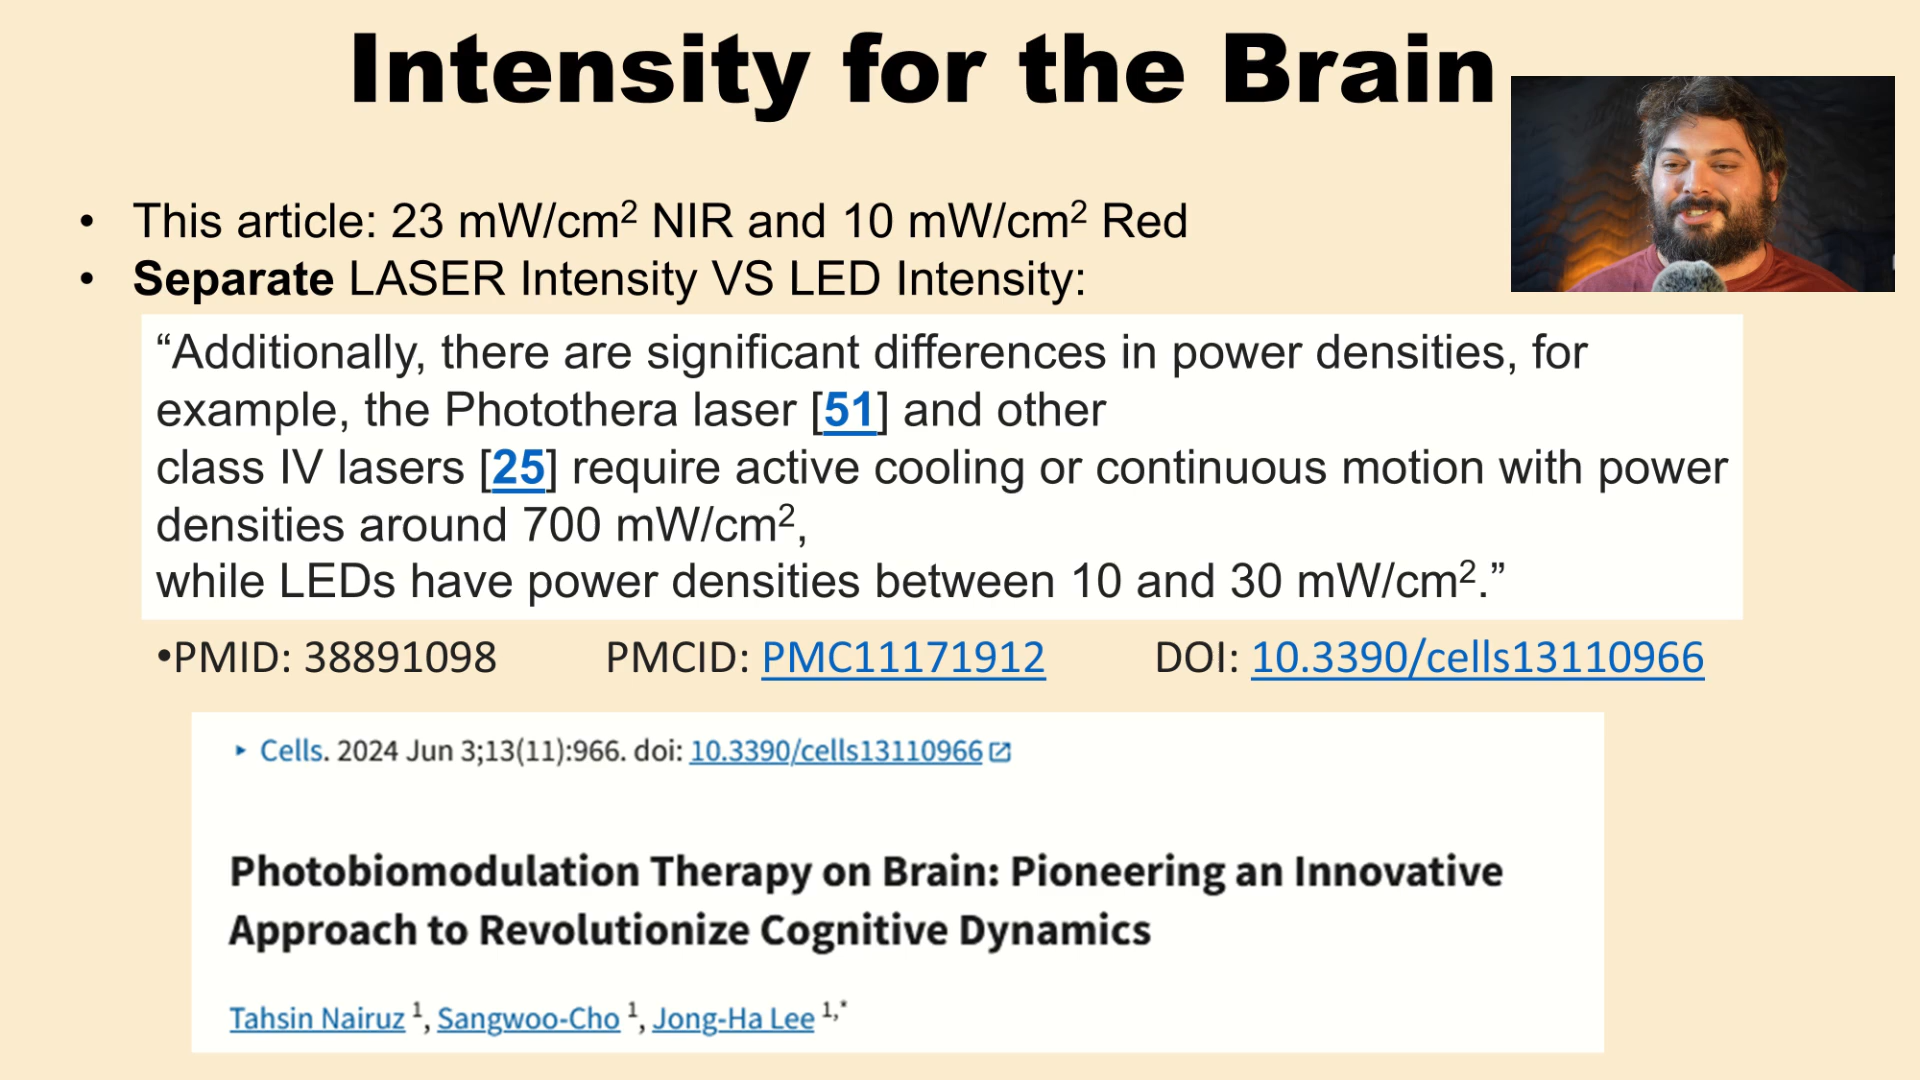 Intensity for the Brain
• This article: 23 mW/cm² NIR and 10 mW/cm² Red
• Separate LASER Intensity VS LED Intensity:
“Additionally, there are significant differences in power densities, for
example, the Photothera laser [51] and other
class IV lasers [25] require active cooling or continuous motion with power
densities around 700 mW/cm²,
while LEDs have power densities between 10 and 30 mW/cm².”
•PMID: 38891098 PMCID: PMC11171912 DOI: 10.3390/cells13110966
‣ Cells. 2024 Jun 3;13(11):966. doi: 10.3390/cells13110966
Photobiomodulation Therapy on Brain: Pioneering an Innovative
Approach to Revolutionize Cognitive Dynamics
Tahsin Nairuz ¹, Sangwoo-Cho ¹, Jong-Ha Lee ¹,*